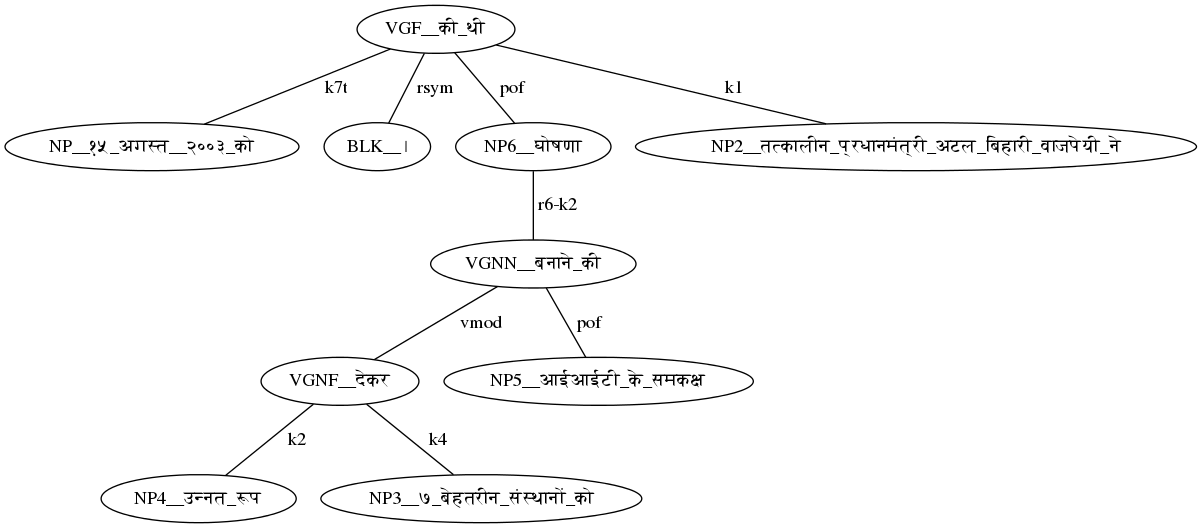 VGF__की_थी
k7t rsym pof k1
NP__१५_अगस्त__२००३_को BLK__। NP6__घोषणा NP2__तत्कालीन_प्रधानमंत्री_अटल_बिहारी_वाजपेयी_ने
r6-k2
VGNN__बनाने_की
vmod pof
VGNF__देकर NP5__आईआईटी_के_समकक्ष
k2 k4
NP4__उन्नत_रूप NP3__७_बेहतरीन_संस्थानों_को